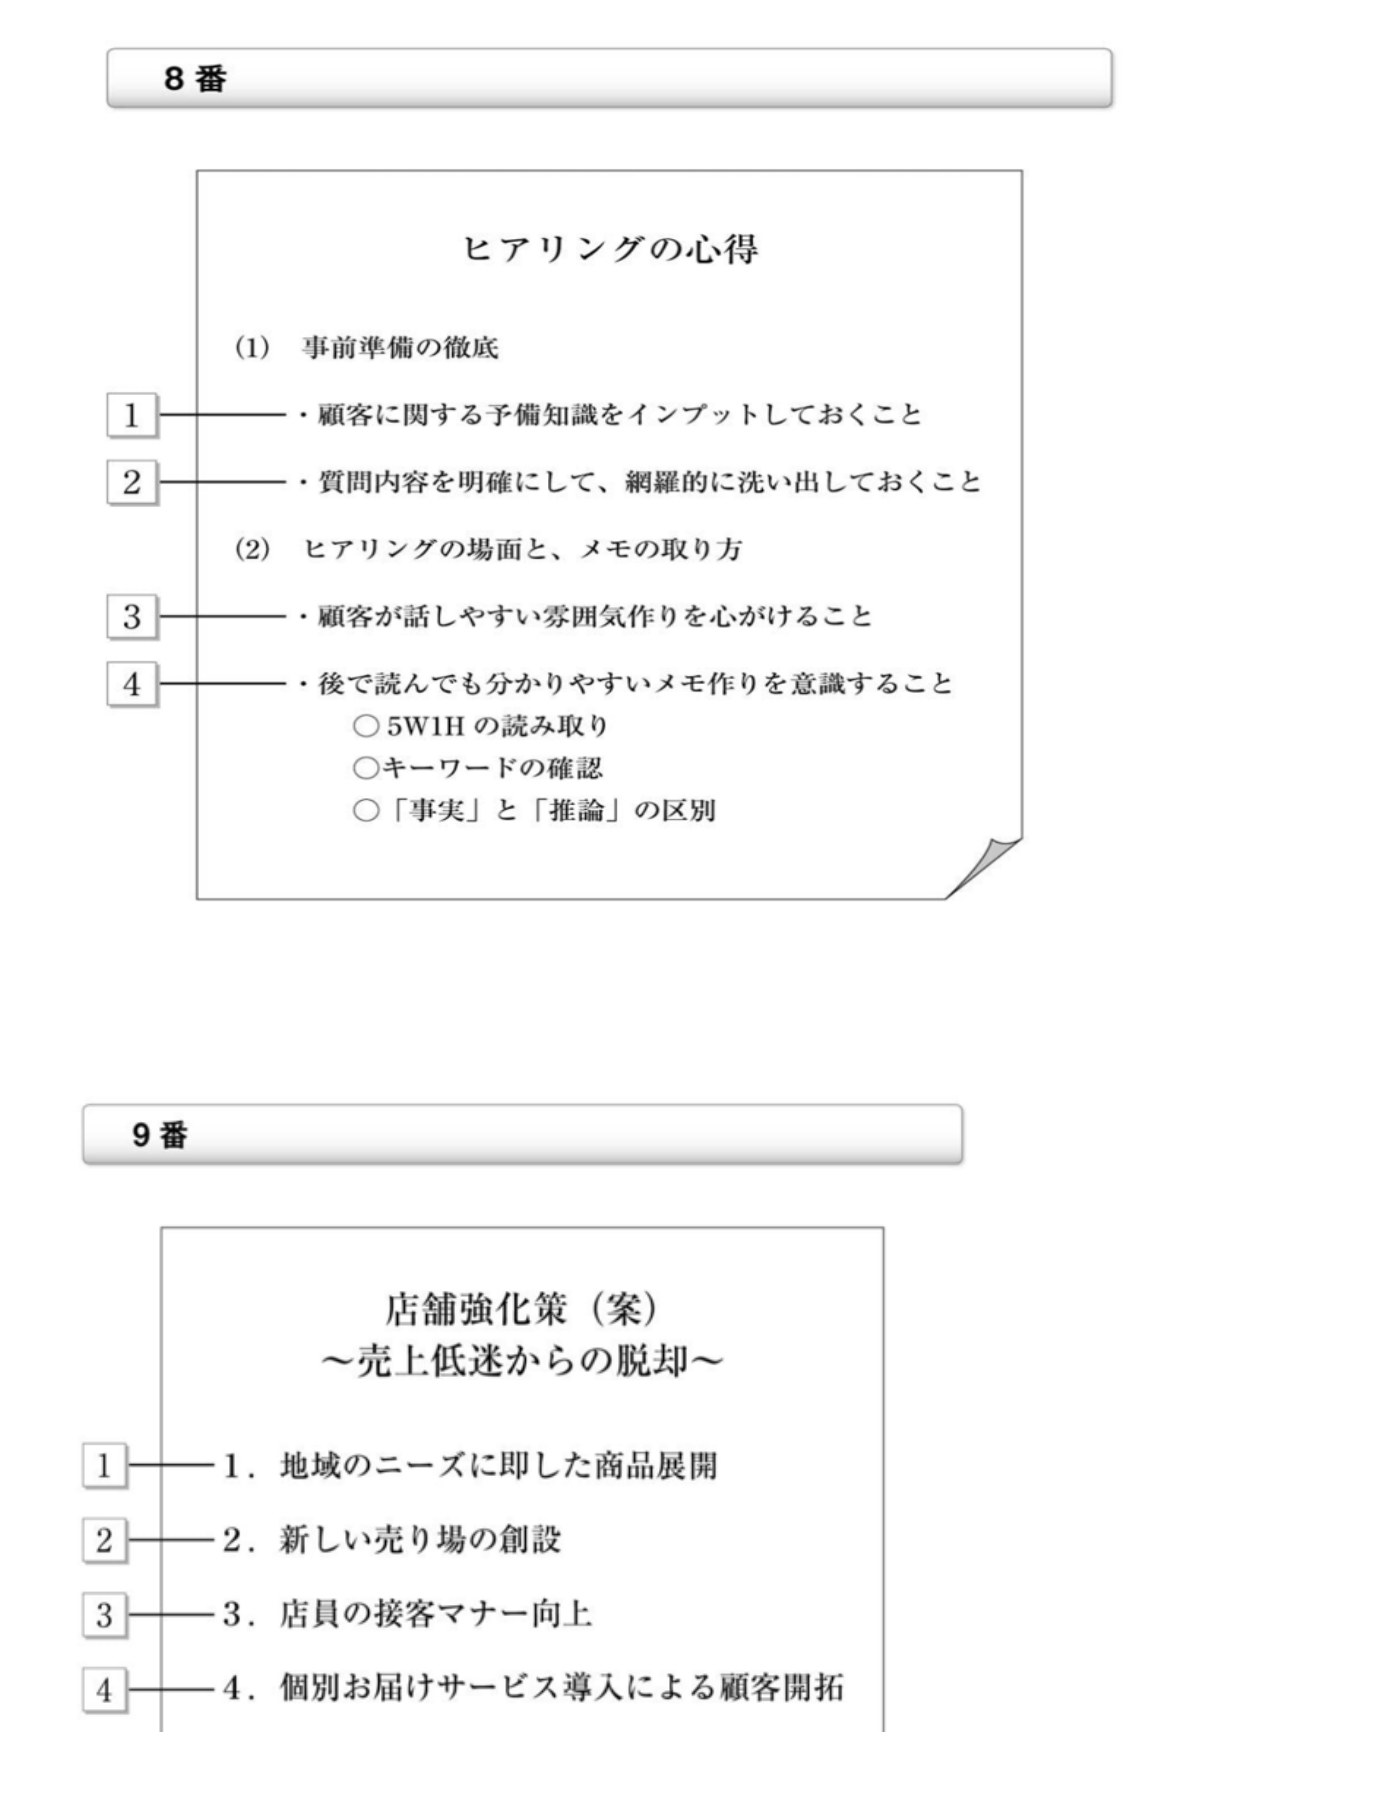 8 番
ヒアリングの心得
(1) 事前準備の徹底
1 ・顧客に関する予備知識をインプットしておくこと
2 ・質問内容を明確にして、網羅的に洗い出しておくこと
(2) ヒアリングの場面と、メモの取り方
3 ・顧客が話しやすい雰囲気作りを心がけること
4 ・後で読んでも分かりやすいメモ作りを意識すること
○5W1H の読み取り
○キーワードの確認
○「事実」と「推論」の区別
9 番
店舗強化策（案）
～売上低迷からの脱却～
1 1．地域のニーズに即した商品展開
2 2．新しい売り場の創設
3 3．店員の接客マナー向上
4 4．個別お届けサービス導入による顧客開拓